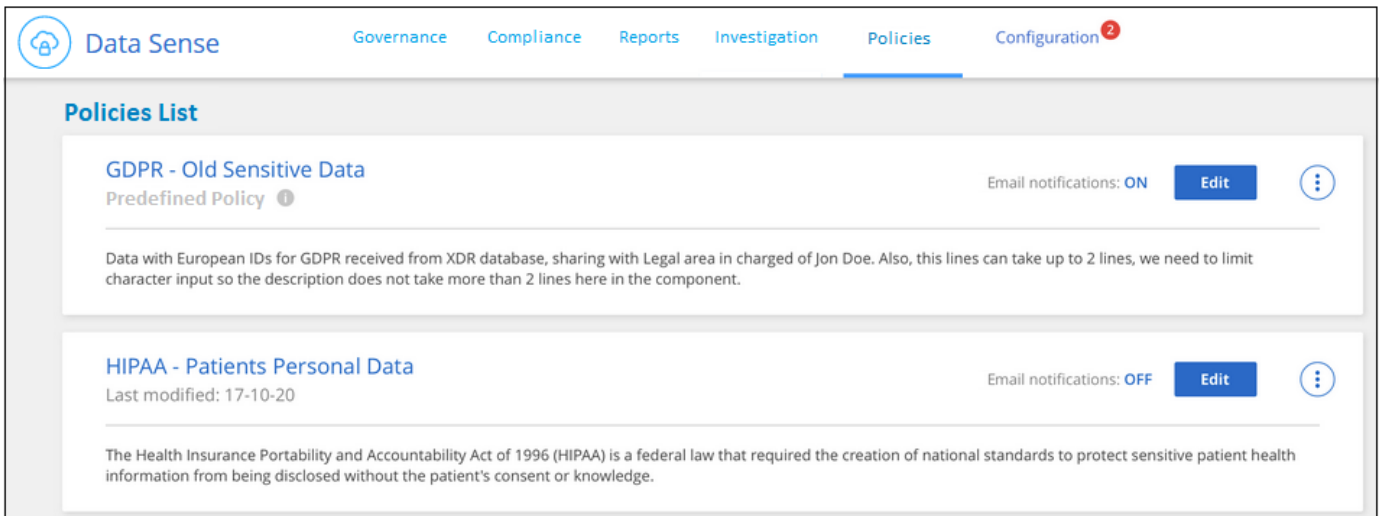 Data Sense Governance Compliance Reports Investigation Policies Configuration 2
Policies List
GDPR - Old Sensitive Data
Predefined Policy i
Email notifications: ON Edit
Data with European IDs for GDPR received from XDR database, sharing with Legal area in charged of Jon Doe. Also, this lines can take up to 2 lines, we need to limit
character input so the description does not take more than 2 lines here in the component.
HIPAA - Patients Personal Data
Last modified: 17-10-20
Email notifications: OFF Edit
The Health Insurance Portability and Accountability Act of 1996 (HIPAA) is a federal law that required the creation of national standards to protect sensitive patient health
information from being disclosed without the patient's consent or knowledge.